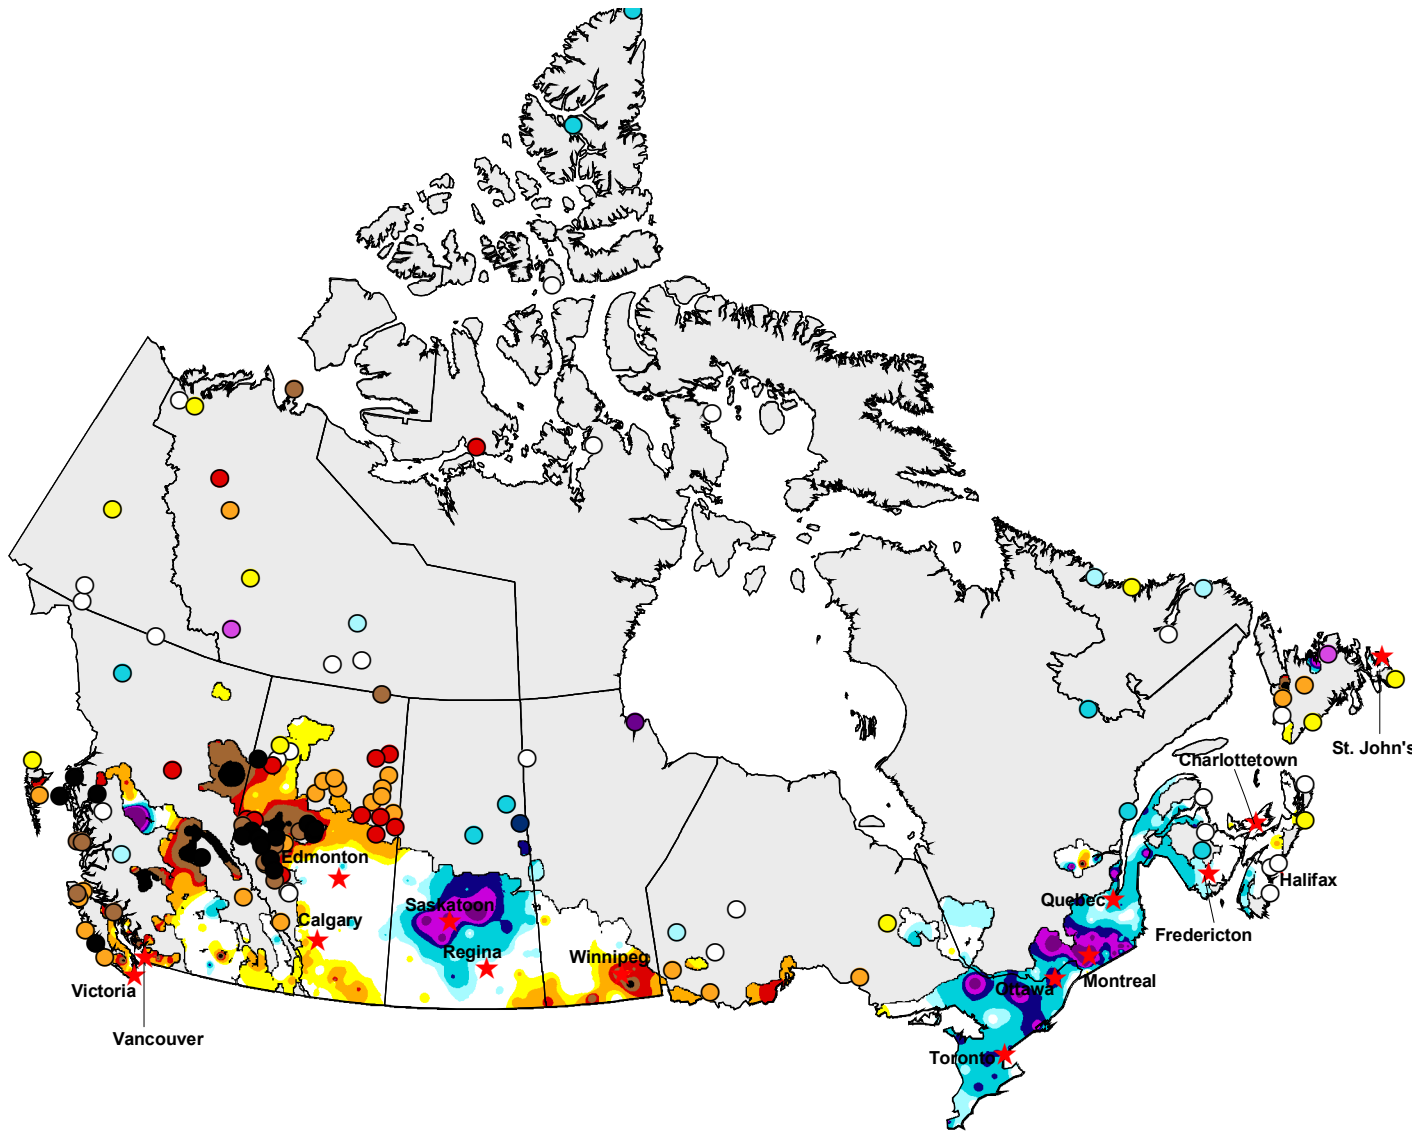 St. John's
Charlottetown
Edmonton
Halifax
Quebec
Saskatoon
Calgary
Fredericton
Regina
Winnipeg
Montreal
Ottawa
Victoria
Vancouver
Toronto